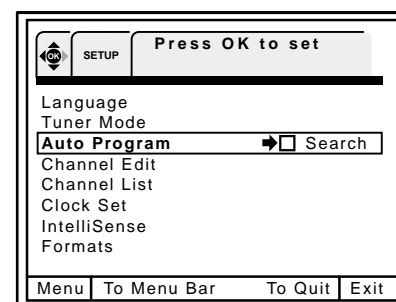 OK SETUP Press OK to set
Language
Tuner Mode
Auto Program Search
Channel Edit
Channel List
Clock Set
IntelliSense
Formats
Menu To Menu Bar To Quit Exit